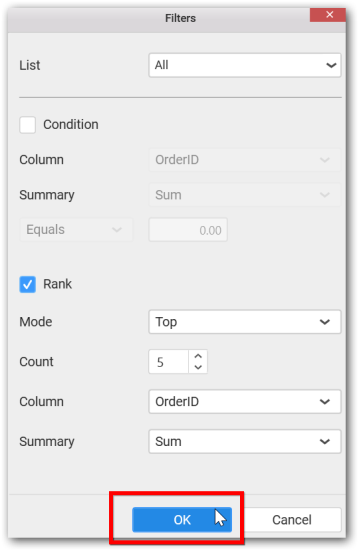 Filters
List All
Condition
Column OrderID
Summary Sum
Equals 0.00
Rank
Mode Top
Count 5
Column OrderID
Summary Sum
OK Cancel